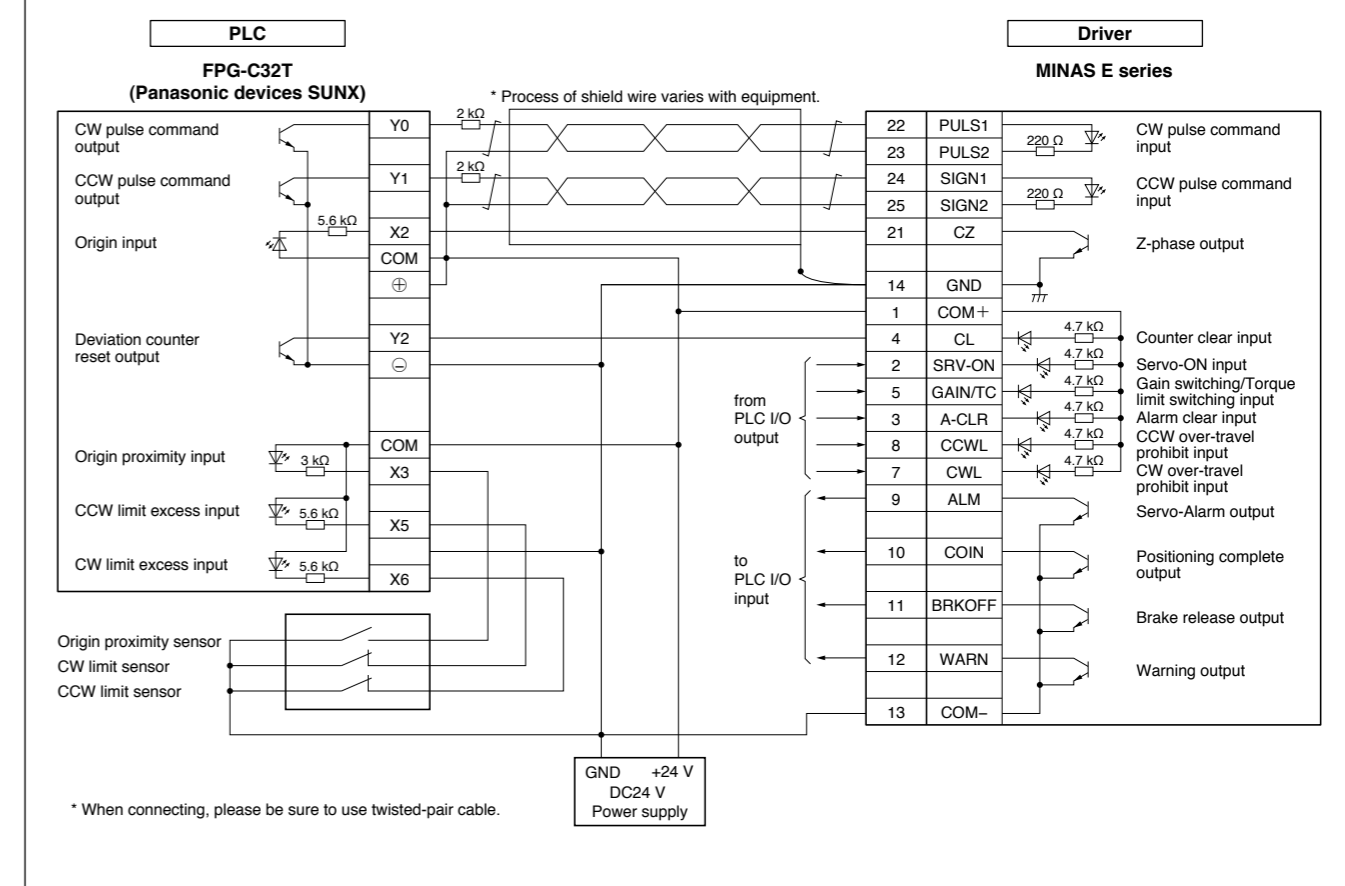 PLC
Driver
FPG-C32T
(Panasonic devices SUNX)
MINAS E series
* Process of shield wire varies with equipment.
CW pulse command
output
Y0
2 kΩ
22 PULS1
CW pulse command
input
23 PULS2
220 Ω
CCW pulse command
output
Y1
2 kΩ
24 SIGN1
CCW pulse command
input
25 SIGN2
220 Ω
Origin input
5.6 kΩ
X2
21 CZ
Z-phase output
COM
⊕
14 GND
1 COM+
Deviation counter
reset output
Y2
4 CL
4.7 kΩ
Counter clear input
⊖
2 SRV-ON
4.7 kΩ
Servo-ON input
from
PLC I/O
output
5 GAIN/TC
4.7 kΩ
Gain switching/Torque
limit switching input
3 A-CLR
4.7 kΩ
Alarm clear input
COM
8 CCWL
4.7 kΩ
CCW over-travel
prohibit input
Origin proximity input
3 kΩ
X3
7 CWL
4.7 kΩ
CW over-travel
prohibit input
9 ALM
Servo-Alarm output
CCW limit excess input
5.6 kΩ
X5
to
PLC I/O
input
10 COIN
Positioning complete
output
CW limit excess input
5.6 kΩ
X6
11 BRKOFF
Brake release output
12 WARN
Warning output
13 COM–
Origin proximity sensor
CW limit sensor
CCW limit sensor
GND +24 V
DC24 V
Power supply
* When connecting, please be sure to use twisted-pair cable.